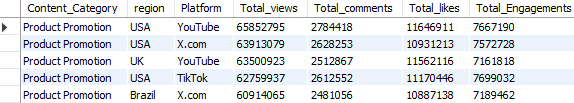 Content_Category region Platform Total_views Total_comments Total_likes Total_Engagements
Product Promotion USA YouTube 65852795 2784418 11646911 7667190
Product Promotion USA X.com 63913079 2628253 10931213 7572728
Product Promotion UK YouTube 63500923 2512867 11562116 7161818
Product Promotion USA TikTok 62759937 2612552 11170446 7699032
Product Promotion Brazil X.com 60914065 2481056 10887138 7189462